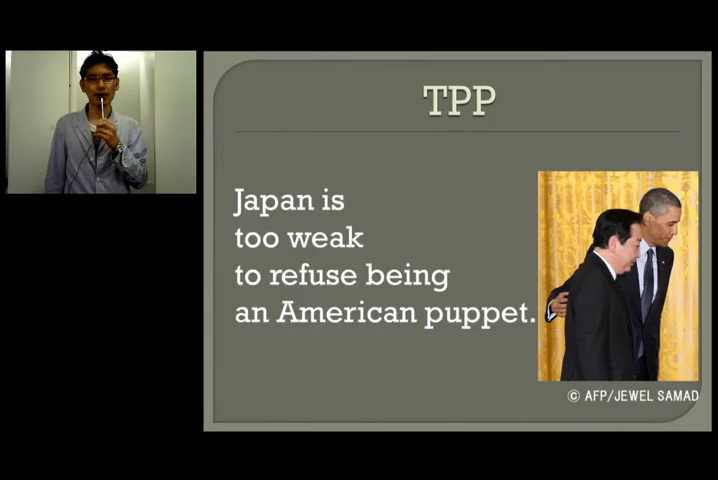 TPP
Japan is
too weak
to refuse being
an American puppet.
© AFP/JEWEL SAMAD